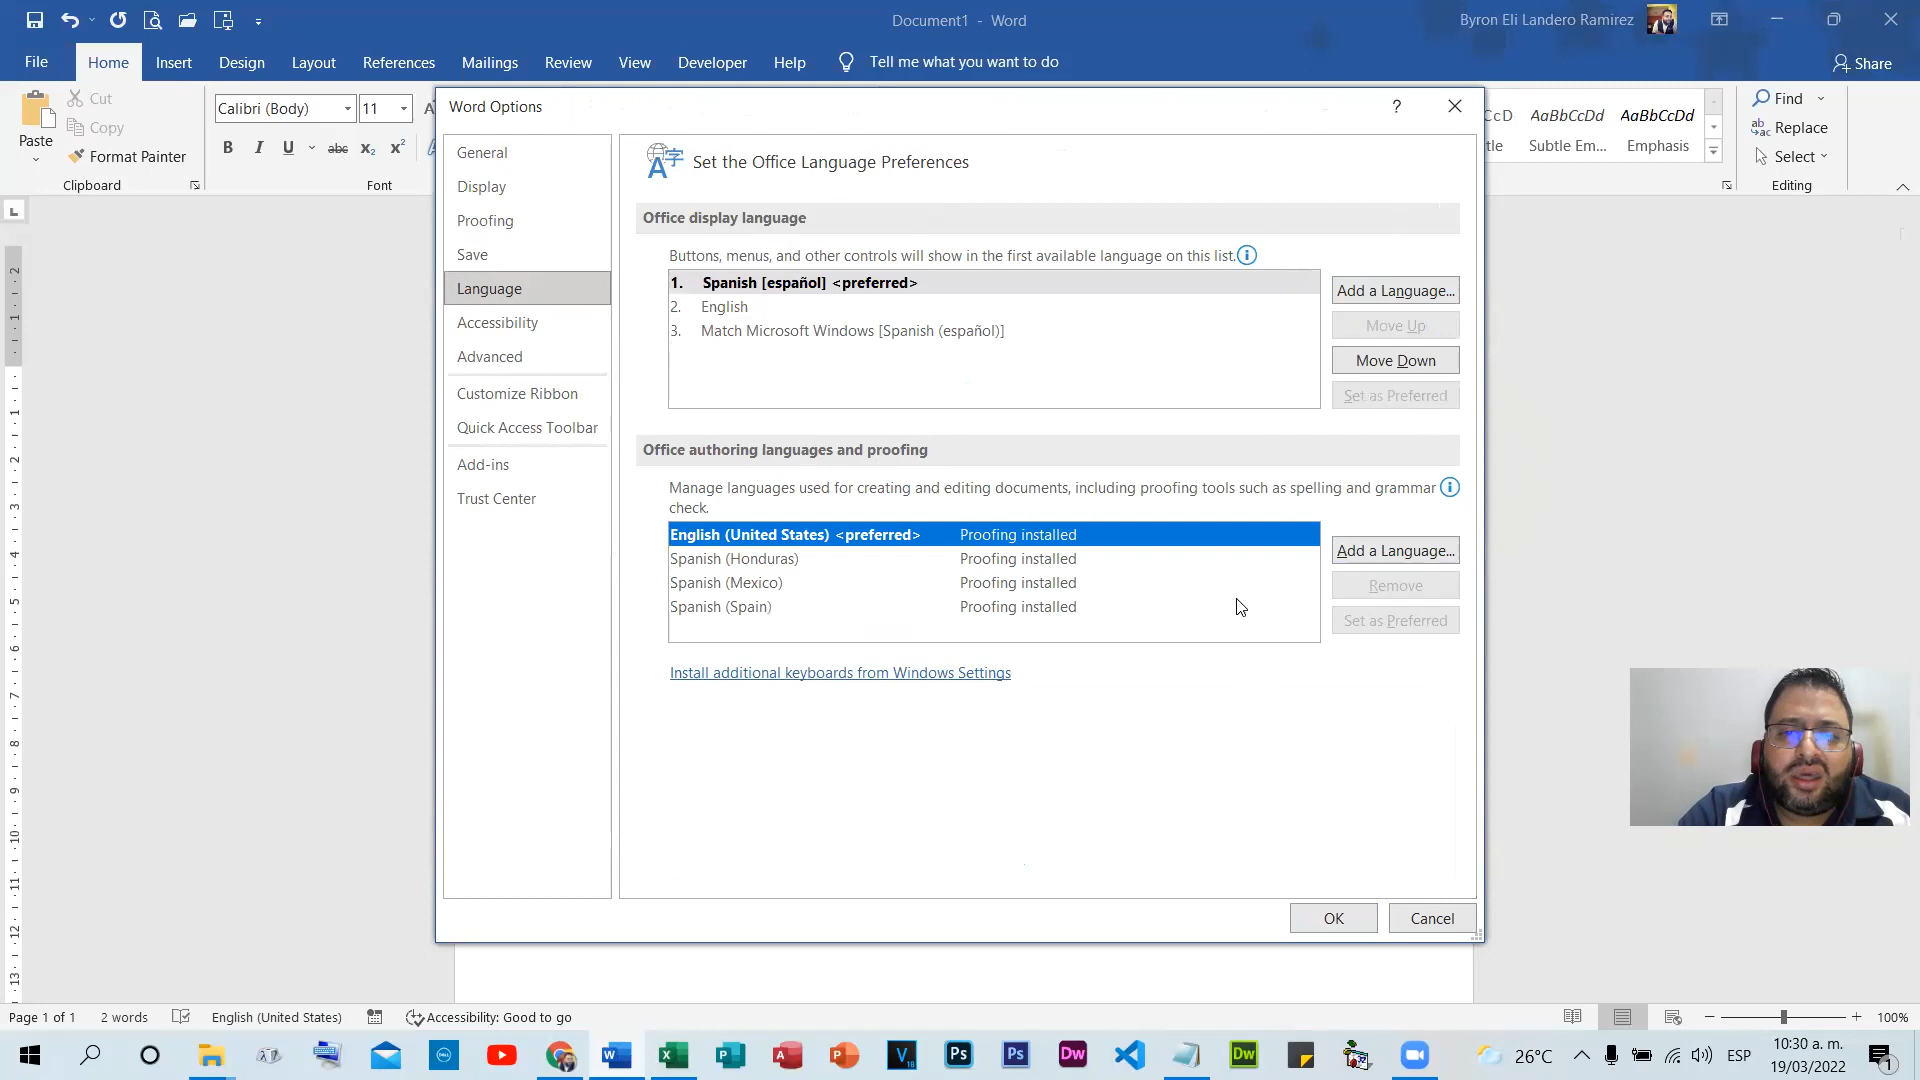 Document1 - Word
Byron Eli Landero Ramirez
File Home Insert Design Layout References Mailings Review View Developer Help Tell me what you want to do
Share
Paste
Cut
Copy
Format Painter
Clipboard
Calibri (Body) 11
B I U abc x₂ x²
Font
AaBbCcDd AaBbCcDd
Subtle Em... Emphasis
Find
Replace
Select
Editing
Word Options
?
General
Display
Proofing
Save
Language
Accessibility
Advanced
Customize Ribbon
Quick Access Toolbar
Add-ins
Trust Center
Set the Office Language Preferences
Office display language
Buttons, menus, and other controls will show in the first available language on this list.
1. Spanish [español] <preferred>
2. English
3. Match Microsoft Windows [Spanish (español)]
Add a Language...
Move Up
Move Down
Set as Preferred
Office authoring languages and proofing
Manage languages used for creating and editing documents, including proofing tools such as spelling and grammar
check.
English (United States) <preferred> Proofing installed
Spanish (Honduras) Proofing installed
Spanish (Mexico) Proofing installed
Spanish (Spain) Proofing installed
Add a Language...
Remove
Set as Preferred
Install additional keyboards from Windows Settings
OK
Cancel
Page 1 of 1 2 words English (United States) Accessibility: Good to go
100%
26°C
ESP
10:30 a. m.
19/03/2022
1